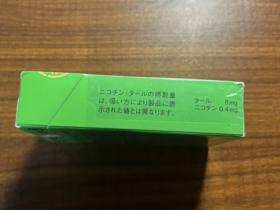 ニコチン・タールの摂取量
は、吸い方により製品に表
示された値とは異なります。
タール 8mg
ニコチン 0.4mg